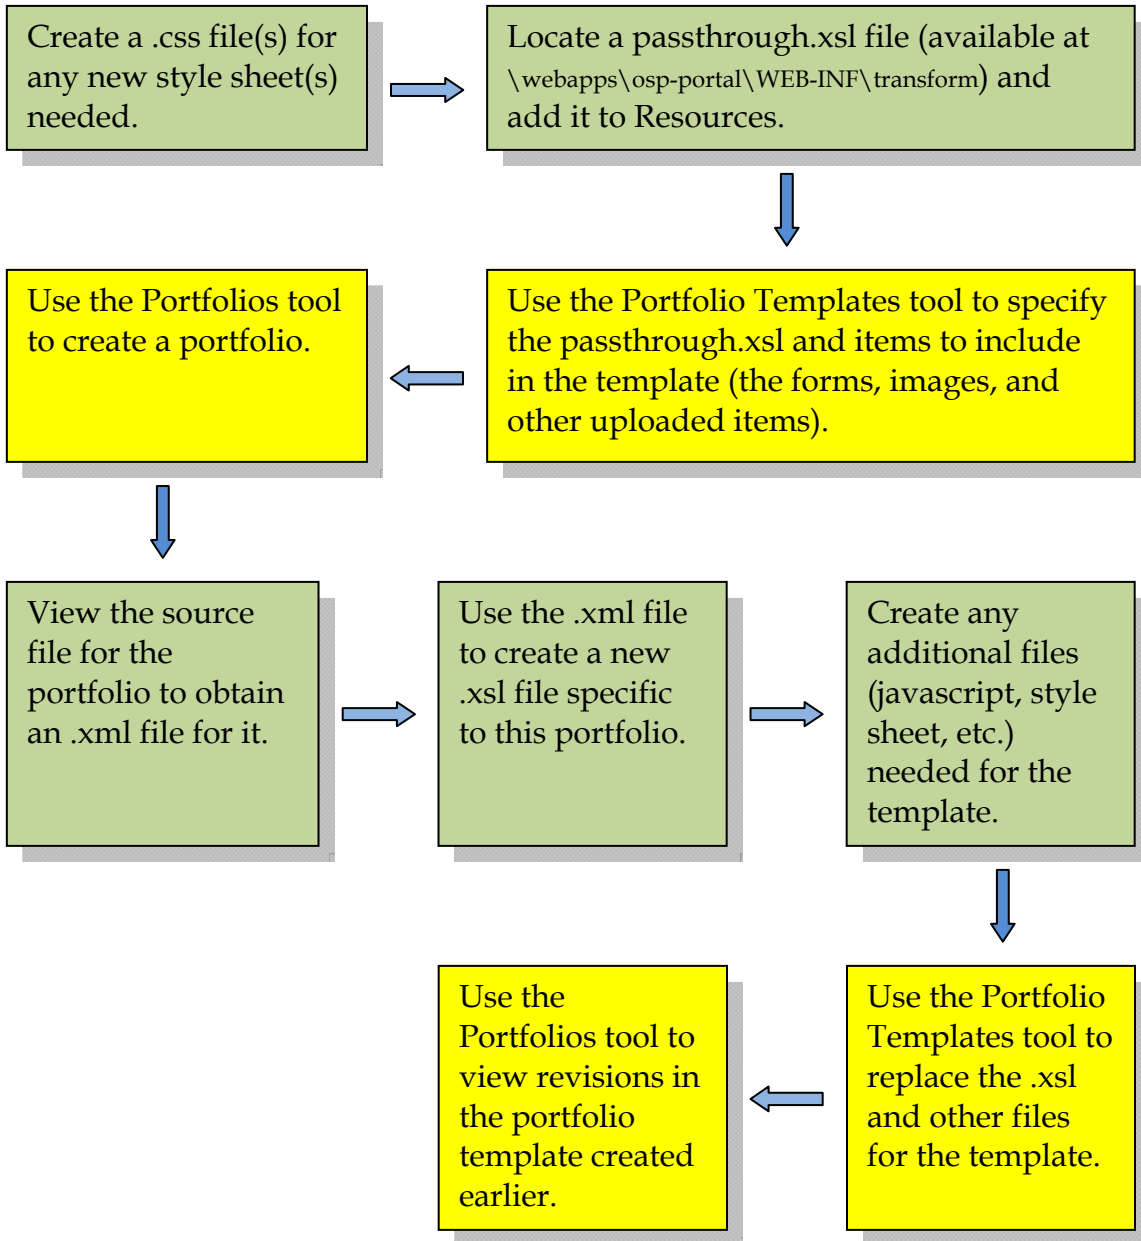 Create a .css file(s) for
any new style sheet(s)
needed.
Locate a passthrough.xsl file (available at
\webapps\osp-portal\WEB-INF\transform) and
add it to Resources.
Use the Portfolio Templates tool to specify
the passthrough.xsl and items to include
in the template (the forms, images, and
other uploaded items).
Use the Portfolios tool
to create a portfolio.
View the source
file for the
portfolio to obtain
an .xml file for it.
Use the .xml file
to create a new
.xsl file specific
to this portfolio.
Create any
additional files
(javascript, style
sheet, etc.)
needed for the
template.
Use the Portfolio
Templates tool to
replace the .xsl
and other files
for the template.
Use the
Portfolios tool to
view revisions in
the portfolio
template created
earlier.